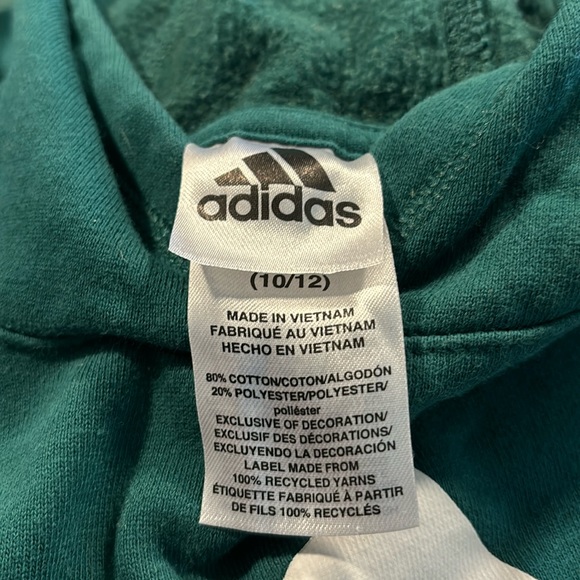 adidas
(10/12)
MADE IN VIETNAM
FABRIQUÉ AU VIETNAM
HECHO EN VIETNAM
80% COTTON/COTON/ALGODÓN
20% POLYESTER/POLYESTER/
poliéster
EXCLUSIVE OF DECORATION/
EXCLUSIF DES DÉCORATIONS/
EXCLUYENDO LA DECORACIÓN
LABEL MADE FROM
100% RECYCLED YARNS
ÉTIQUETTE FABRIQUÉ À PARTIR
DE FILS 100% RECYCLÉS